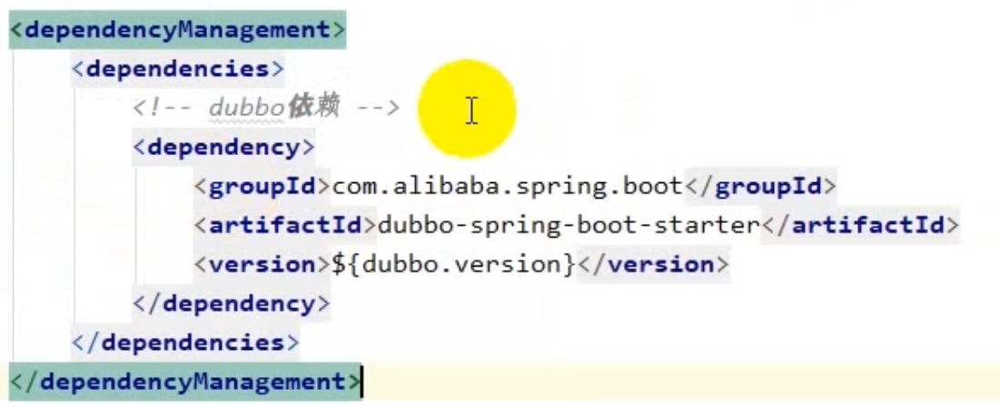 <dependencyManagement>
<dependencies>
<!-- dubbo依赖 -->
<dependency>
<groupId>com.alibaba.spring.boot</groupId>
<artifactId>dubbo-spring-boot-starter</artifactId>
<version>${dubbo.version}</version>
</dependency>
</dependencies>
</dependencyManagement>